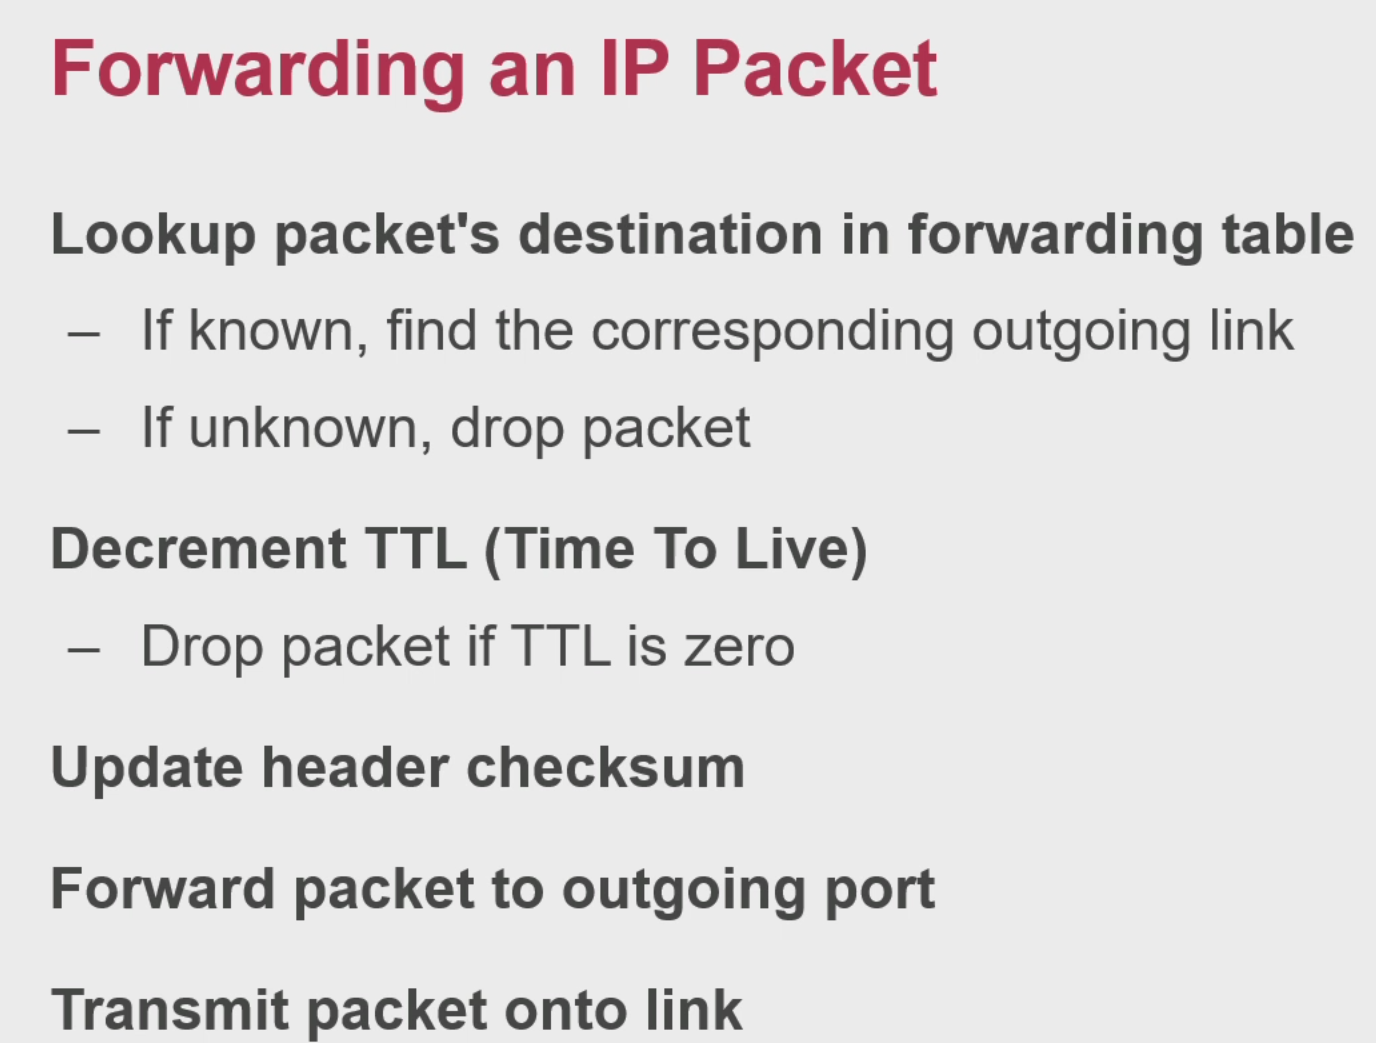 Forwarding an IP Packet
Lookup packet's destination in forwarding table
– If known, find the corresponding outgoing link
– If unknown, drop packet
Decrement TTL (Time To Live)
– Drop packet if TTL is zero
Update header checksum
Forward packet to outgoing port
Transmit packet onto link